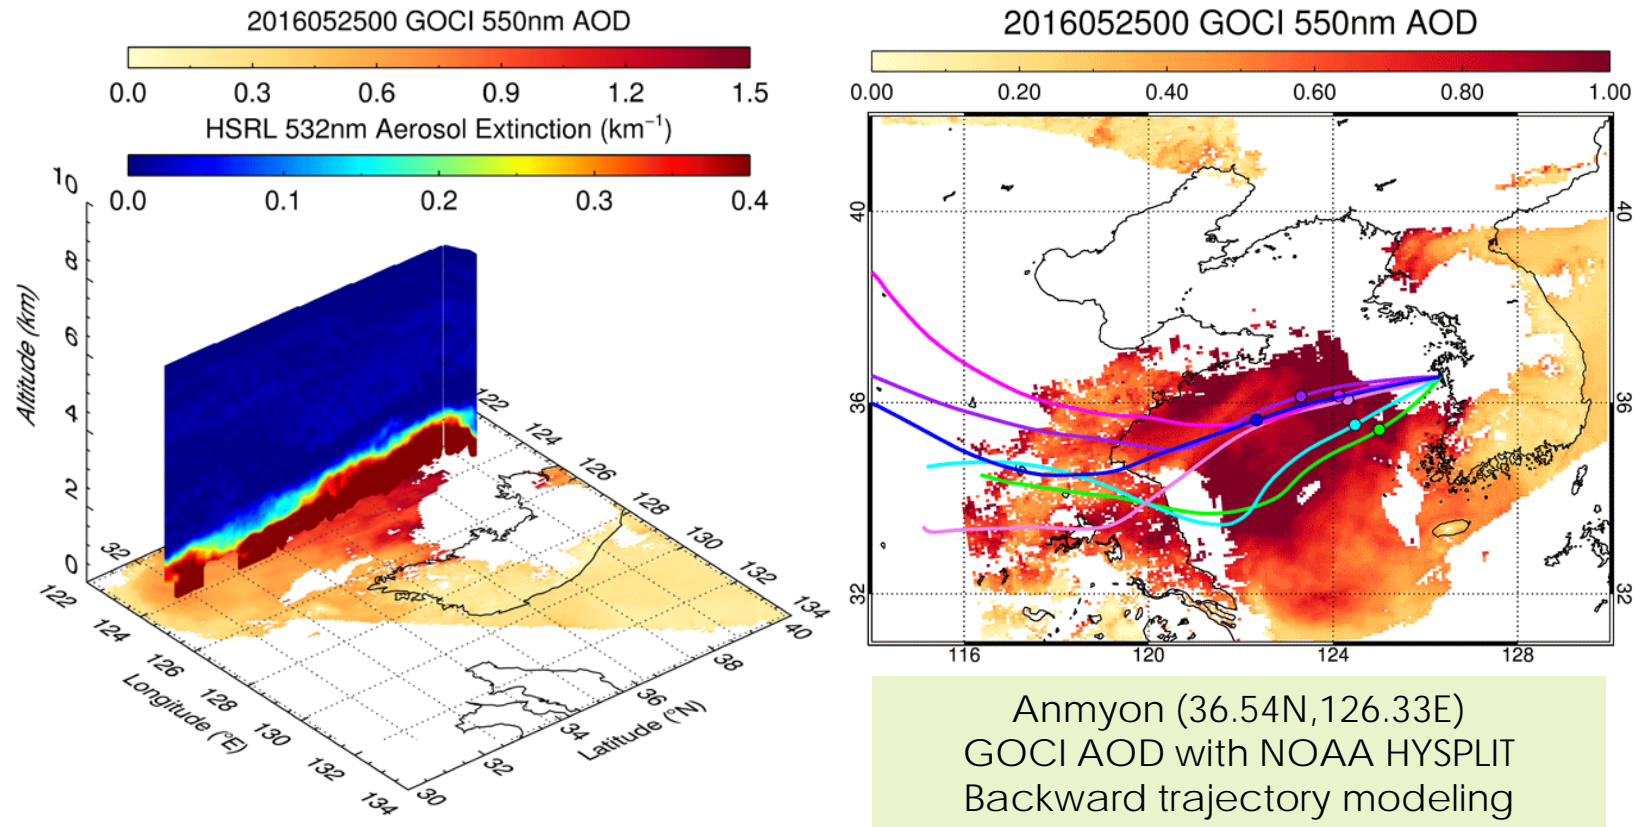 2016052500 GOCI 550nm AOD
0.0 0.3 0.6 0.9 1.2 1.5
HSRL 532nm Aerosol Extinction (km⁻¹)
0.0 0.1 0.2 0.3 0.4
10
8
6
4
2
0
Altitude (km)
122 124 126 128 130 132 134
32
122 124 126 128 130 132 134
Longitude (°E)
30 32 34 36 38 40
Latitude (°N)
2016052500 GOCI 550nm AOD
0.00 0.20 0.40 0.60 0.80 1.00
40 40
36 36
32 32
116 120 124 128
Anmyon (36.54N,126.33E)
GOCI AOD with NOAA HYSPLIT
Backward trajectory modeling